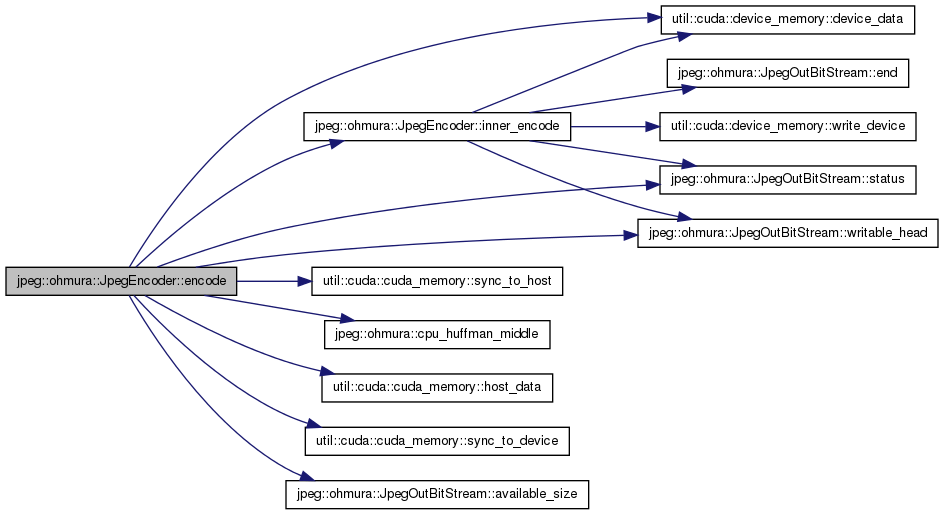 util::cuda::device_memory::device_data
jpeg::ohmura::JpegOutBitStream::end
jpeg::ohmura::JpegEncoder::inner_encode
util::cuda::device_memory::write_device
jpeg::ohmura::JpegOutBitStream::status
jpeg::ohmura::JpegOutBitStream::writable_head
jpeg::ohmura::JpegEncoder::encode
util::cuda::cuda_memory::sync_to_host
jpeg::ohmura::cpu_huffman_middle
util::cuda::cuda_memory::host_data
util::cuda::cuda_memory::sync_to_device
jpeg::ohmura::JpegOutBitStream::available_size